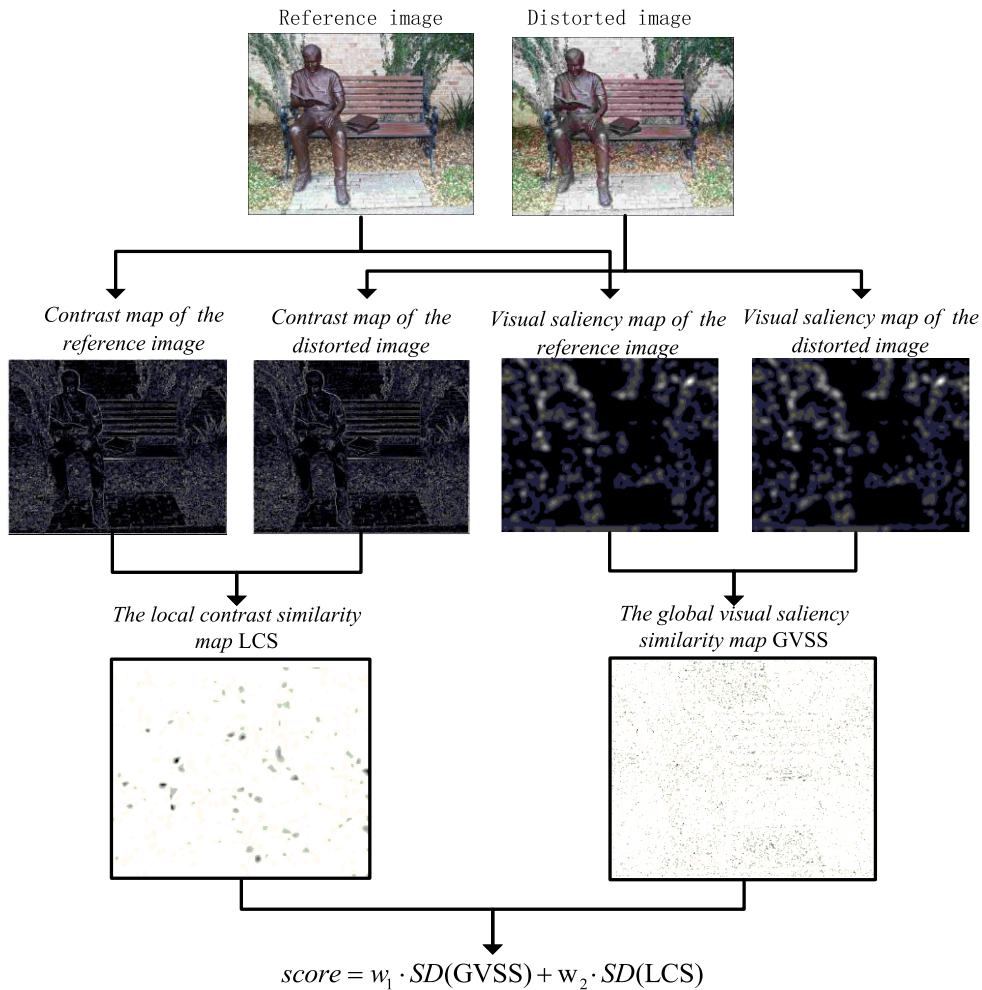 Reference image
Distorted image
Contrast map of the
reference image
Contrast map of the
distorted image
Visual saliency map of the
reference image
Visual saliency map of the
distorted image
The local contrast similarity
map LCS
The global visual saliency
similarity map GVSS
score = w₁ · SD(GVSS) + w₂ · SD(LCS)